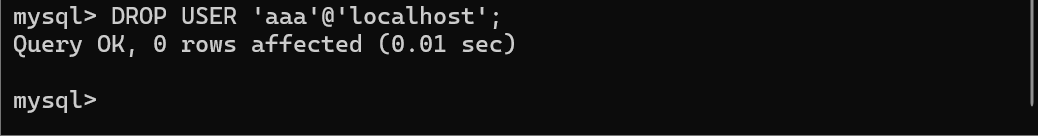 mysql> DROP USER 'aaa'@'localhost';
Query OK, 0 rows affected (0.01 sec)
mysql>